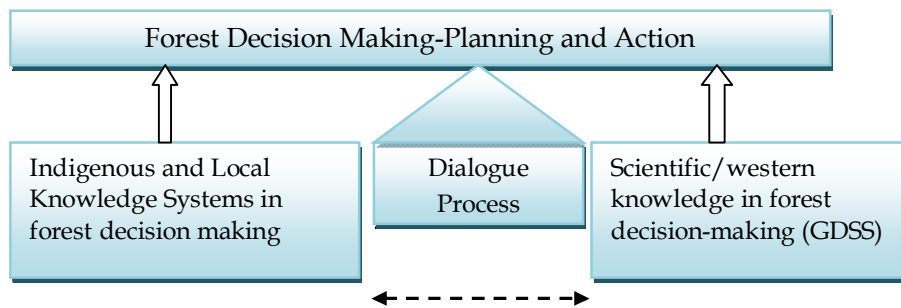 Forest Decision Making-Planning and Action
Indigenous and Local
Knowledge Systems in
forest decision making
Dialogue
Process
Scientific/western
knowledge in forest
decision-making (GDSS)